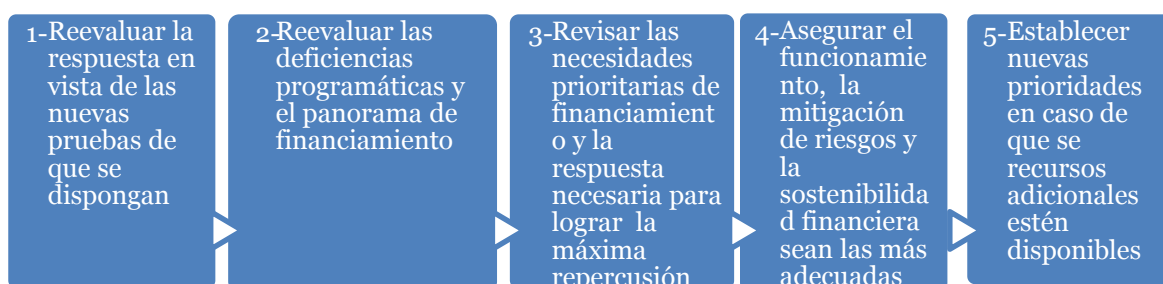 1-Reevaluar la
respuesta en
vista de las
nuevas
pruebas de
que se
dispongan
2-Reevaluar las
deficiencias
programáticas y
el panorama de
financiamiento
3-Revisar las
necesidades
prioritarias de
financiamient
o y la
respuesta
necesaria para
lograr la
máxima
repercusión
4-Asegurar el
funcionamie
nto, la
mitigación
de riesgos y
la
sostenibilida
d financiera
sean las más
adecuadas
5-Establecer
nuevas
prioridades
en caso de
que se
recursos
adicionales
estén
disponibles